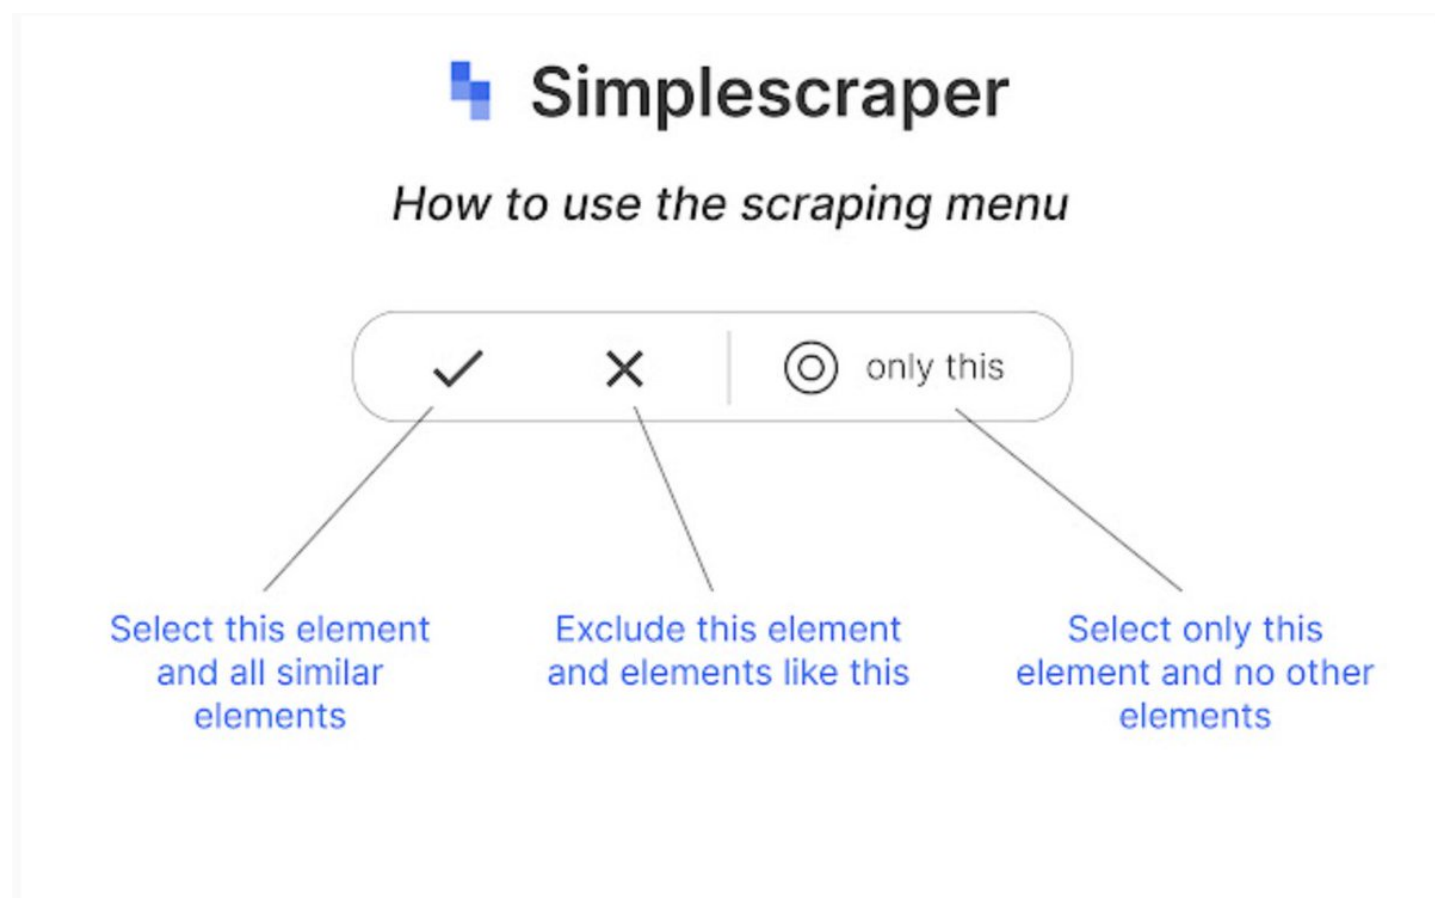 Simplescraper
How to use the scraping menu
only this
Select this element
and all similar
elements
Exclude this element
and elements like this
Select only this
element and no other
elements